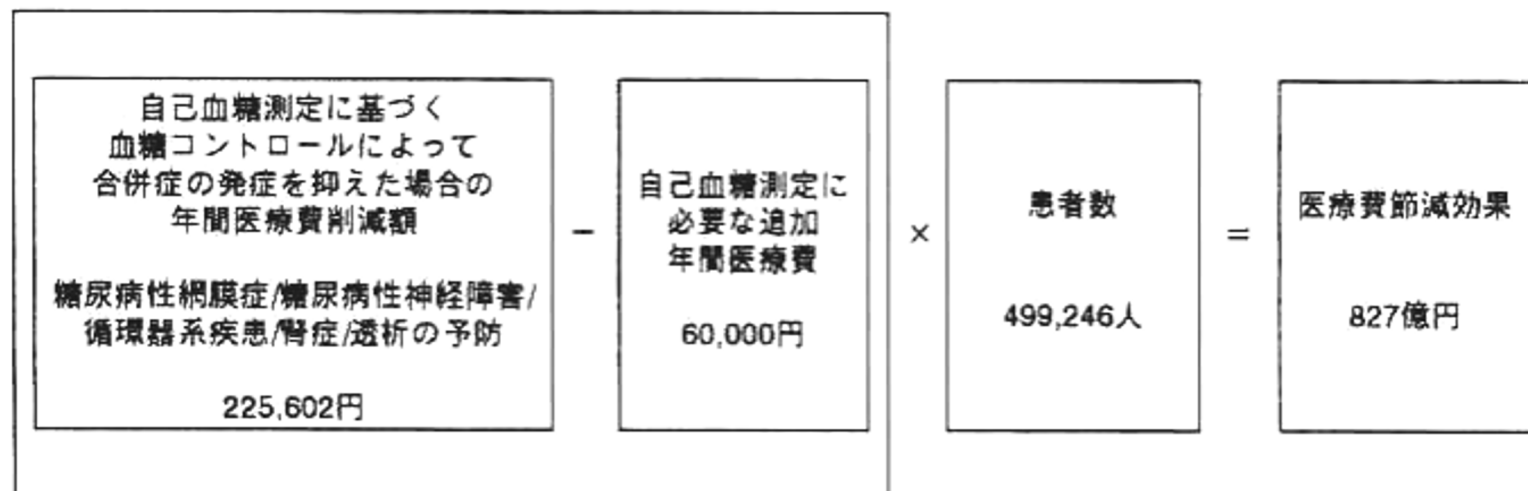 自己血糖測定に基づく
血糖コントロールによって
合併症の発症を抑えた場合の
年間医療費削減額
糖尿病性網膜症/糖尿病性神経障害/
循環器系疾患/腎症/透析の予防
225,602円
−
自己血糖測定に
必要な追加
年間医療費
60,000円
×
患者数
499,246人
=
医療費節減効果
827億円